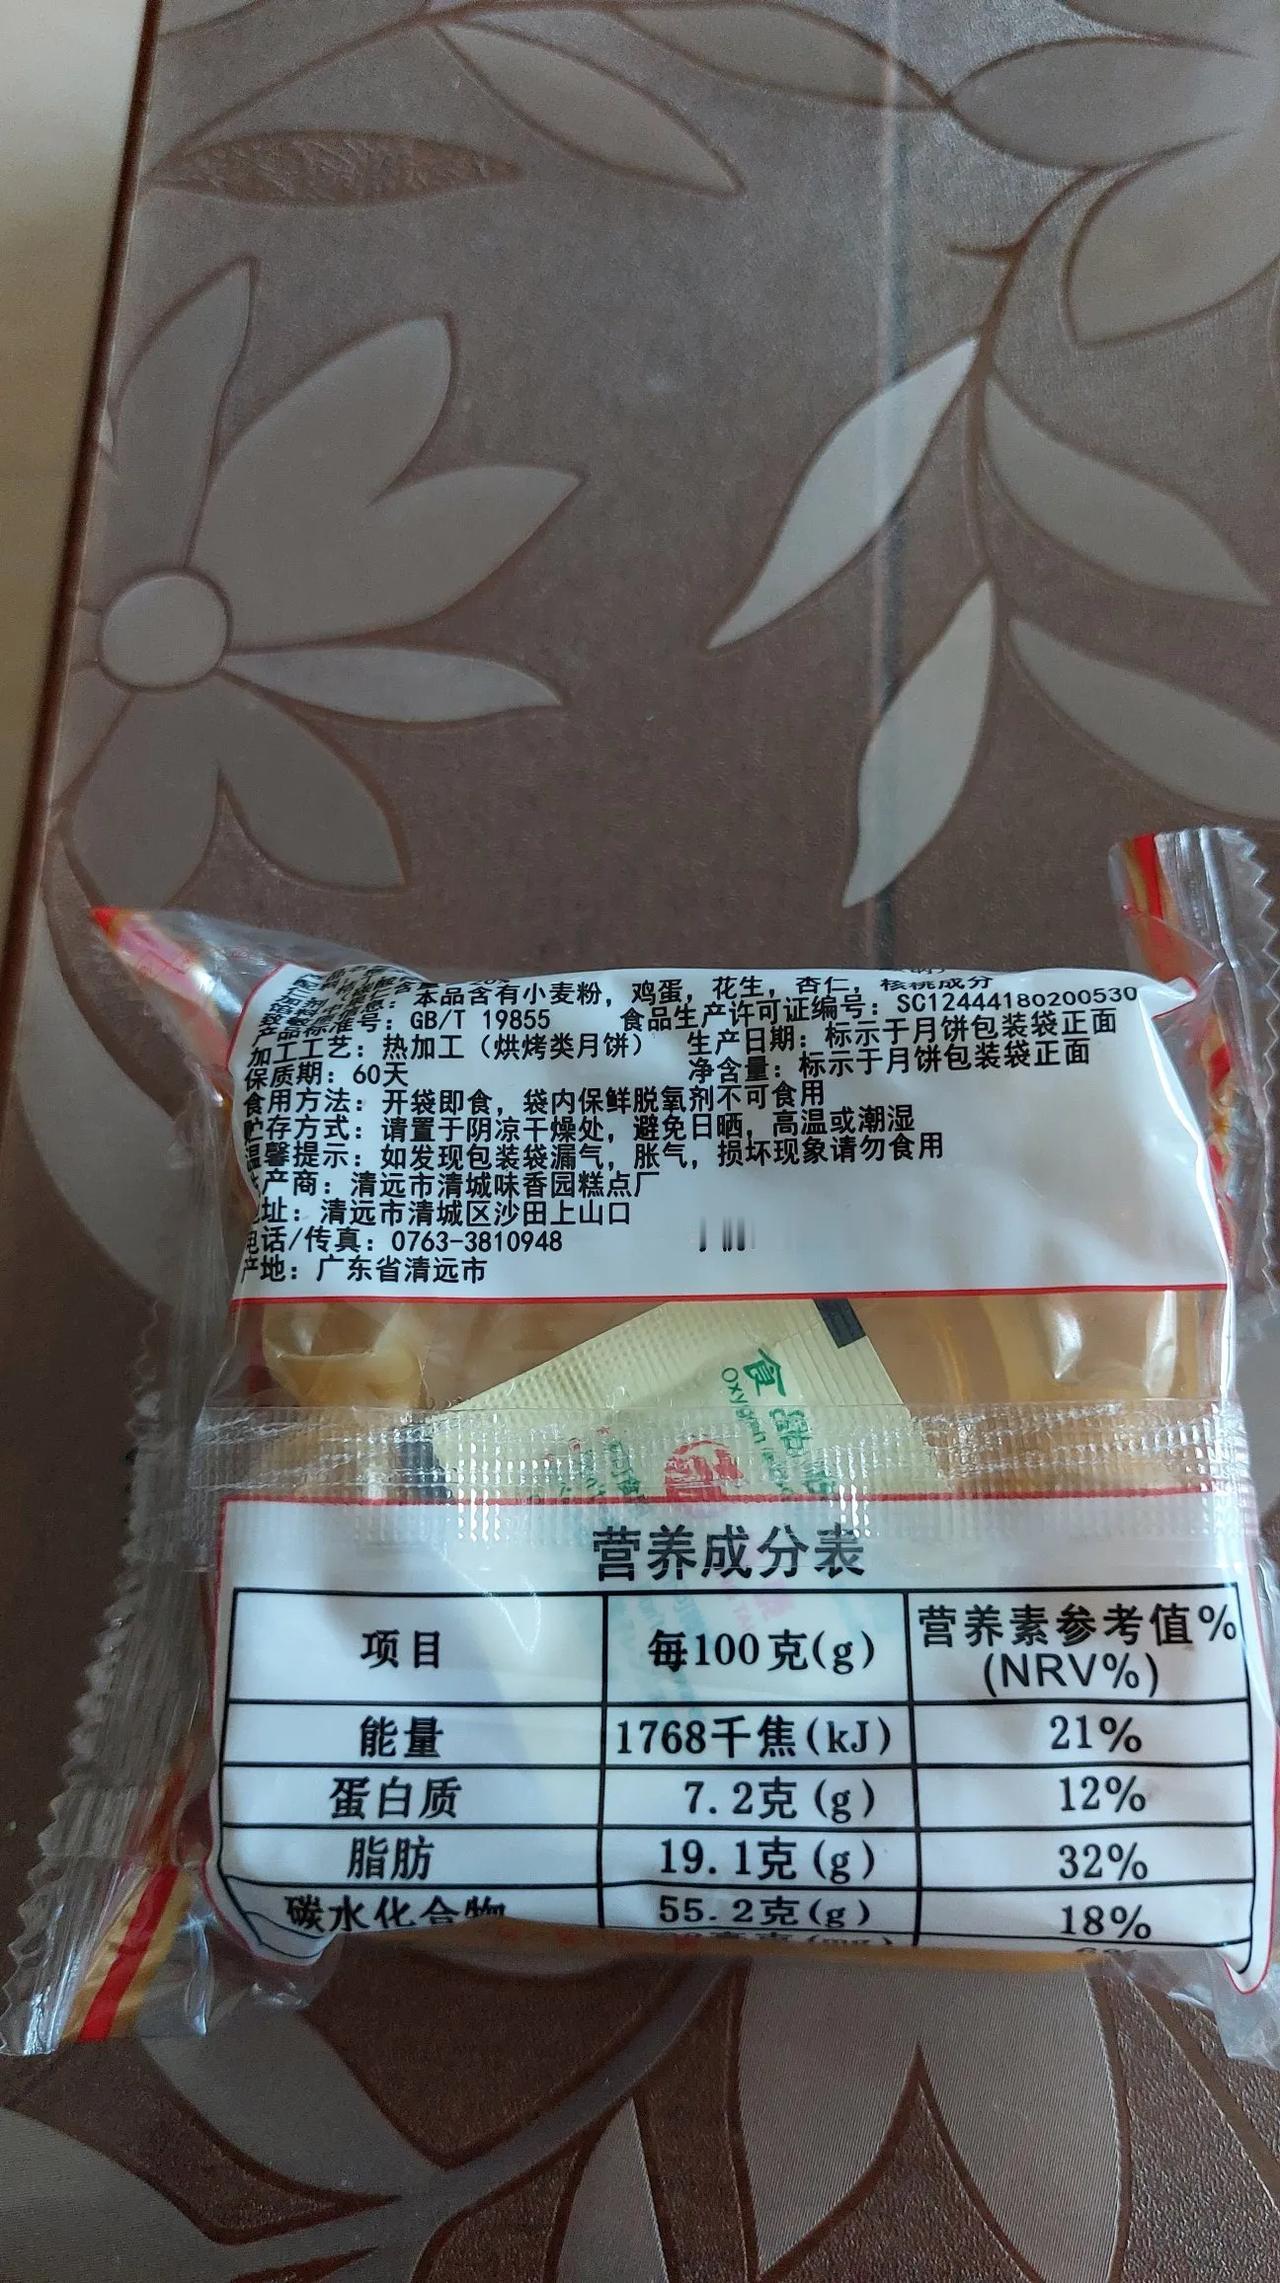 本品含有小麦粉，鸡蛋，花生，杏仁，核桃成分
产品标准号：GB/T 19855 食品生产许可证编号：SC12444180200530
加工工艺：热加工（烘烤类月饼） 生产日期：标示于月饼包装袋正面
保质期：60天 净含量：标示于月饼包装袋正面
食用方法：开袋即食，袋内保鲜脱氧剂不可食用
贮存方式：请置于阴凉干燥处，避免日晒，高温或潮湿
温馨提示：如发现包装袋漏气，胀气，损坏现象请勿食用
产商：清远市清城味香园糕点厂
址：清远市清城区沙田上山口
电话/传真：0763-3810948
产地：广东省清远市
食
Oxygen
营养成分表
项目 每100克(g) 营养素参考值%(NRV%)
能量 1768千焦(kJ) 21%
蛋白质 7.2克(g) 12%
脂肪 19.1克(g) 32%
碳水化合物 55.2克(g) 18%